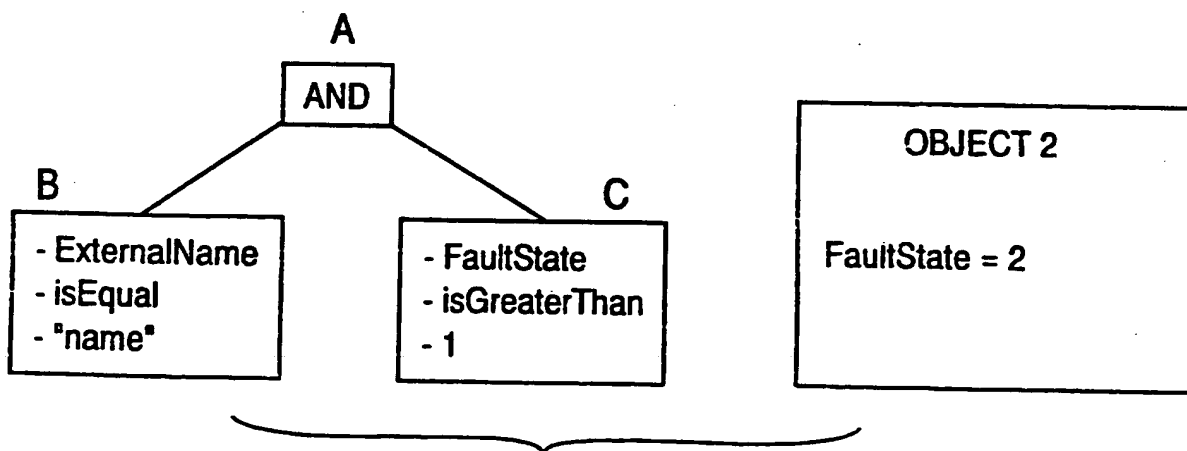 A
AND
B
- ExternalName
- isEqual
- "name"
C
- FaultState
- isGreaterThan
- 1
OBJECT 2
FaultState = 2